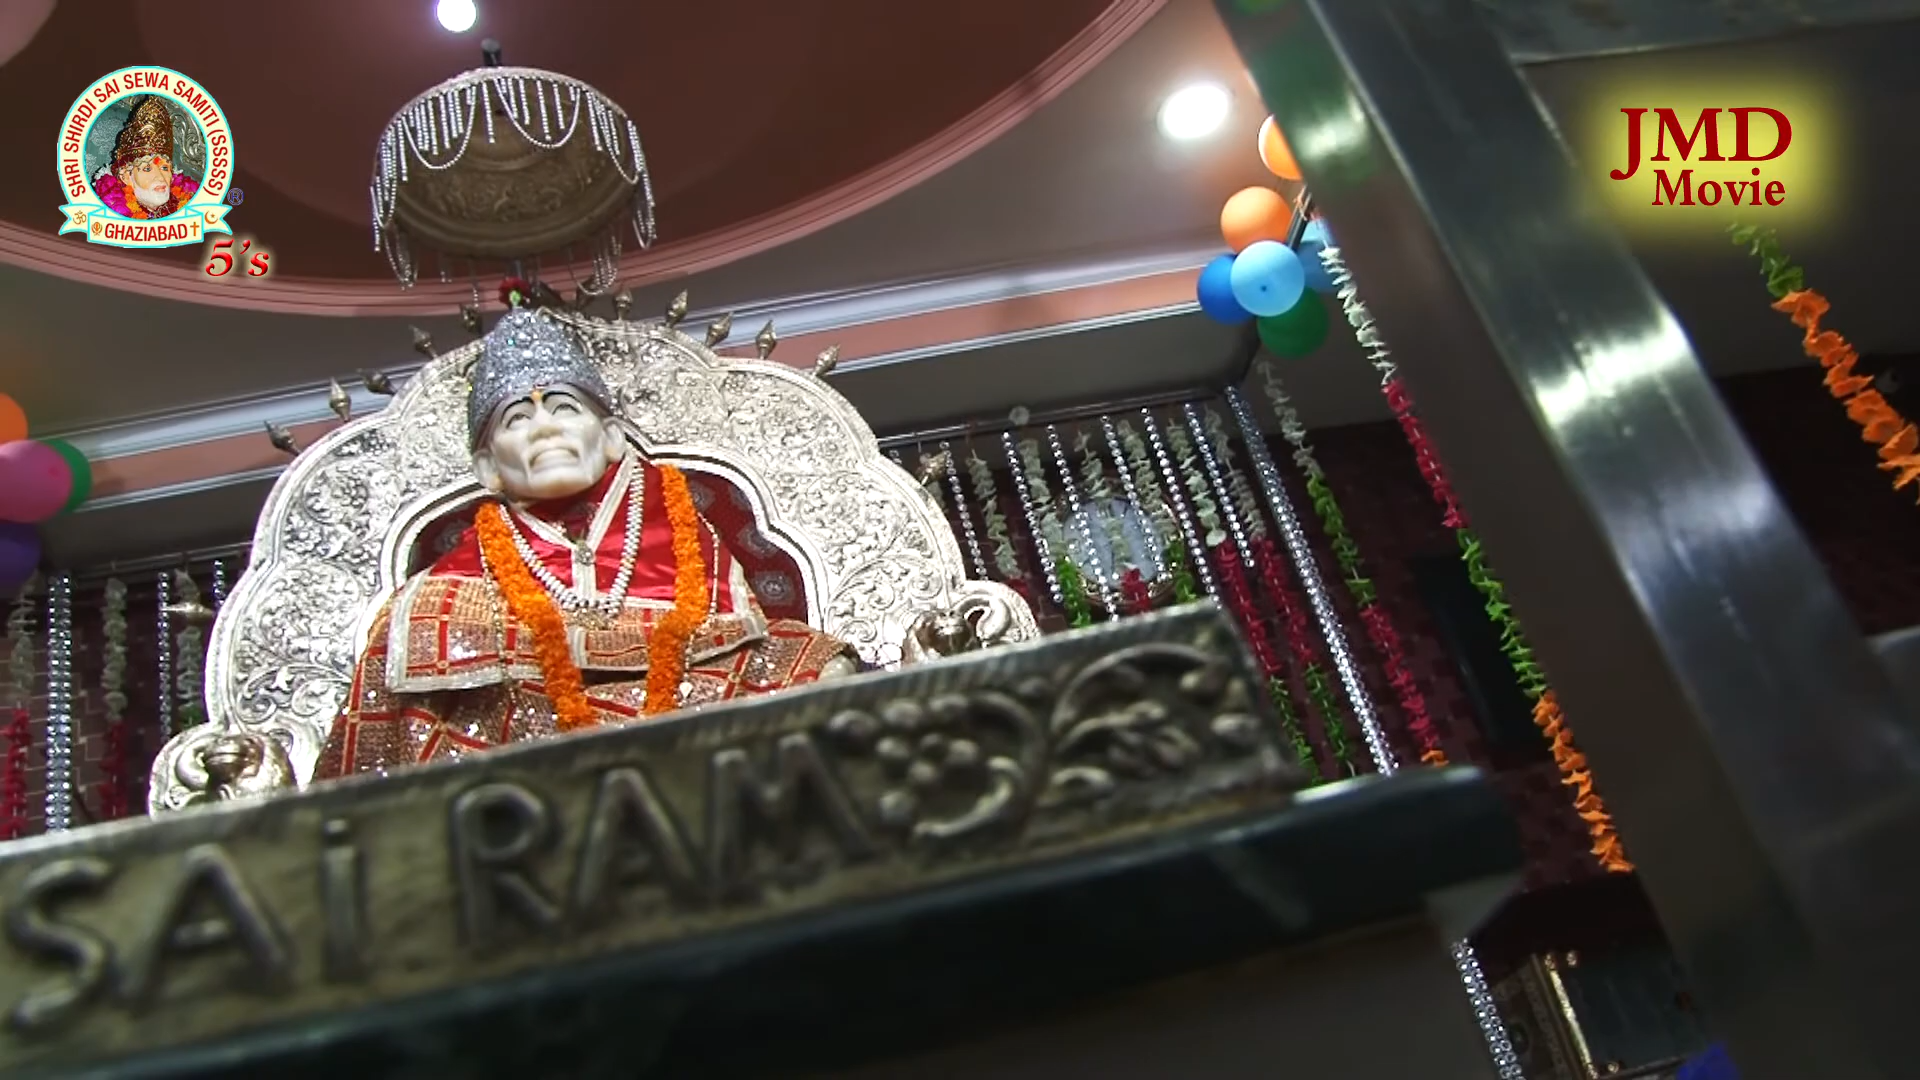 SHRI SHIRDI SAI SEWA SAMITI (SSSSS)
ॐ
GHAZIABAD
®
5's
JMD
Movie
SAi RAM